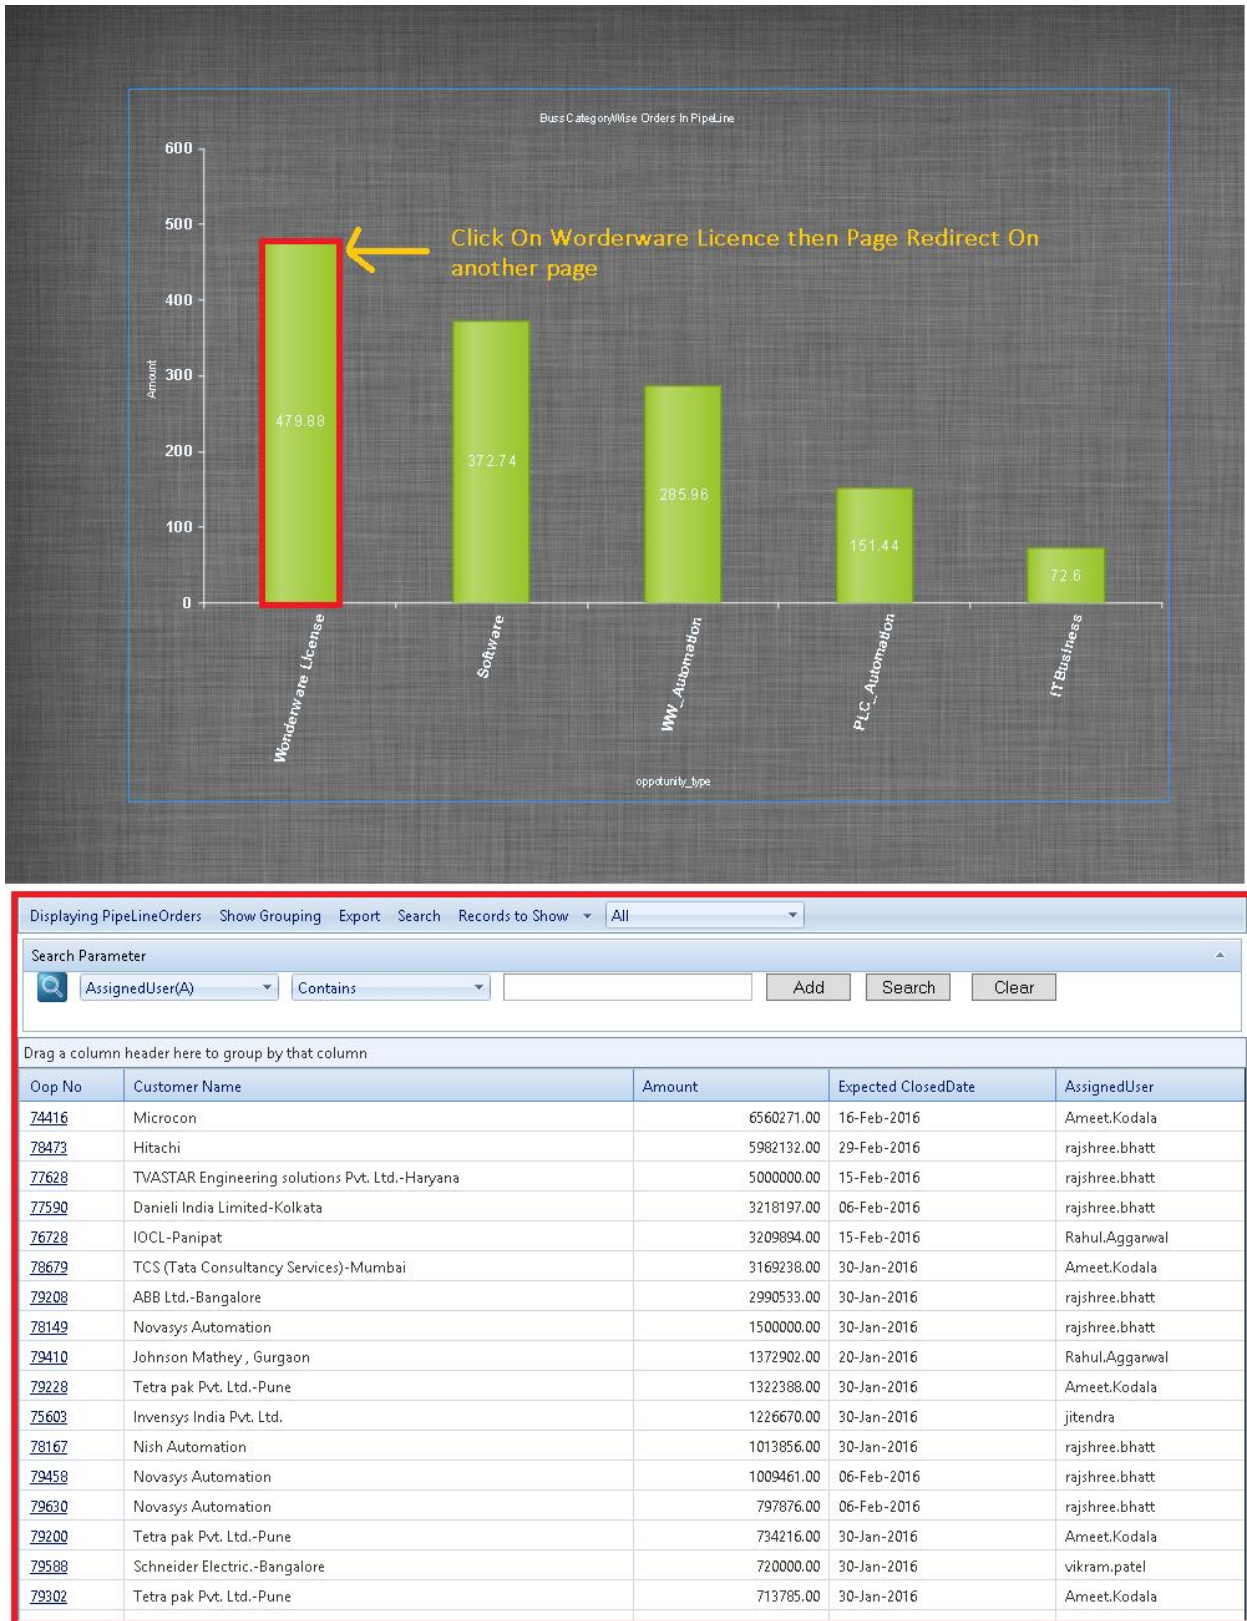 BussCategoryWise Orders In PipeLine
600
500
400
300
200
100
0
Amount
Click On Worderware Licence then Page Redirect On
another page
479.88
372.74
285.96
151.44
72.6
Wonderware License
Software
WW_Automation
PLC_Automation
ITBusiness
oppotunity_type
Displaying PipeLineOrders Show Grouping Export Search Records to Show All
Search Parameter
AssignedUser(A) Contains Add Search Clear
Drag a column header here to group by that column
Oop No Customer Name Amount Expected ClosedDate AssignedUser
74416 Microcon 6560271.00 16-Feb-2016 Ameet.Kodala
78473 Hitachi 5982132.00 29-Feb-2016 rajshree.bhatt
77628 TVASTAR Engineering solutions Pvt. Ltd.-Haryana 5000000.00 15-Feb-2016 rajshree.bhatt
77590 Danieli India Limited-Kolkata 3218197.00 06-Feb-2016 rajshree.bhatt
76728 IOCL-Panipat 3209894.00 15-Feb-2016 Rahul.Aggarwal
78679 TCS (Tata Consultancy Services)-Mumbai 3169238.00 30-Jan-2016 Ameet.Kodala
79208 ABB Ltd.-Bangalore 2990533.00 30-Jan-2016 rajshree.bhatt
78149 Novasys Automation 1500000.00 30-Jan-2016 rajshree.bhatt
79410 Johnson Mathey , Gurgaon 1372902.00 20-Jan-2016 Rahul.Aggarwal
79228 Tetra pak Pvt. Ltd.-Pune 1322388.00 30-Jan-2016 Ameet.Kodala
75603 Invensys India Pvt. Ltd. 1226670.00 30-Jan-2016 jitendra
78167 Nish Automation 1013856.00 30-Jan-2016 rajshree.bhatt
79458 Novasys Automation 1009461.00 06-Feb-2016 rajshree.bhatt
79630 Novasys Automation 797876.00 06-Feb-2016 rajshree.bhatt
79200 Tetra pak Pvt. Ltd.-Pune 734216.00 30-Jan-2016 Ameet.Kodala
79588 Schneider Electric.-Bangalore 720000.00 30-Jan-2016 vikram.patel
79302 Tetra pak Pvt. Ltd.-Pune 713785.00 30-Jan-2016 Ameet.Kodala